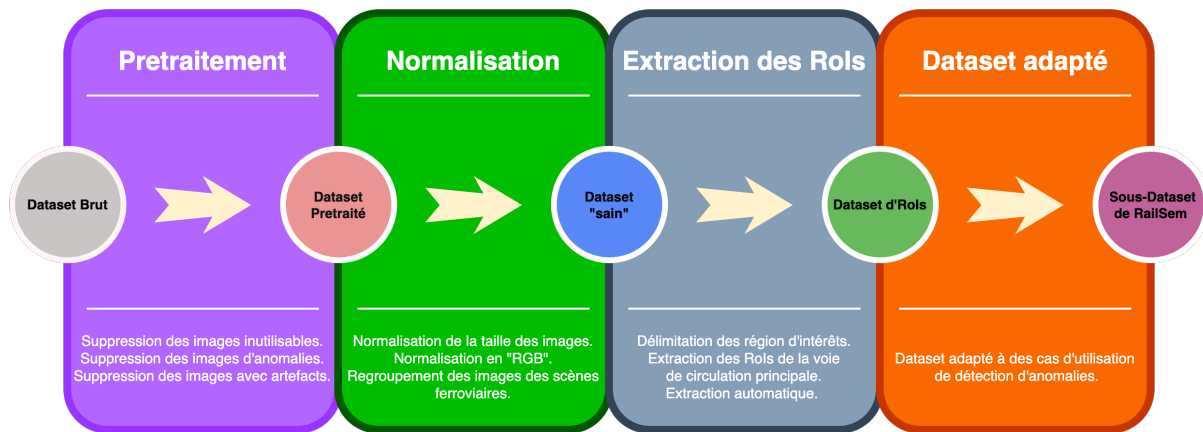 Pretraitement
Normalisation
Extraction des RoIs
Dataset adapté
Dataset Brut
Dataset
Pretraité
Dataset
"sain"
Dataset d'RoIs
Sous-Dataset
de RailSem
Suppression des images inutilisables.
Suppression des images d'anomalies.
Suppression des images avec artefacts.
Normalisation de la taille des images.
Normalisation en "RGB".
Regroupement des images des scènes
ferroviaires.
Délimitation des région d'intérêts.
Extraction des RoIs de la voie
de circulation principale.
Extraction automatique.
Dataset adapté à des cas d'utilisation
de détection d'anomalies.